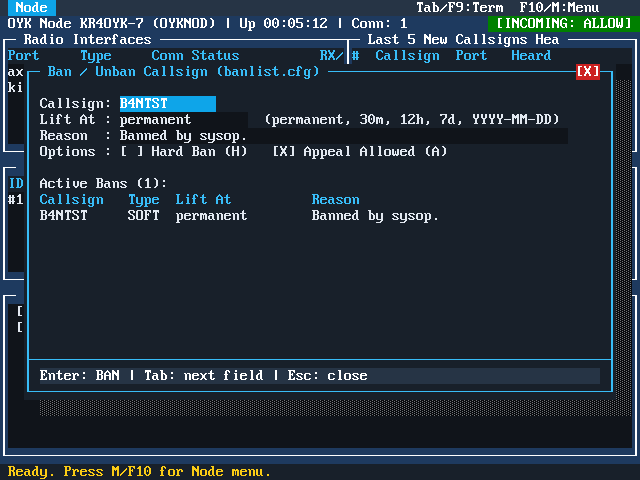 Node Tab/F9:Term F10/M:Menu
OYK Node KR4OYK-7 (OYKNOD) | Up 00:05:12 | Conn: 1 [INCOMING: ALLOW]
Radio Interfaces Last 5 New Callsigns Hea
Port Type Conn Status RX/ # Callsign Port Heard
ax
ki
Ban / Unban Callsign (banlist.cfg) [X]
Callsign: B4NTST
Lift At : permanent (permanent, 30m, 12h, 7d, YYYY-MM-DD)
Reason : Banned by sysop.
Options : [ ] Hard Ban (H) [X] Appeal Allowed (A)
ID
Active Bans (1):
#1
Callsign Type Lift At Reason
B4NTST SOFT permanent Banned by sysop.
[
[
Enter: BAN | Tab: next field | Esc: close
Ready. Press M/F10 for Node menu.